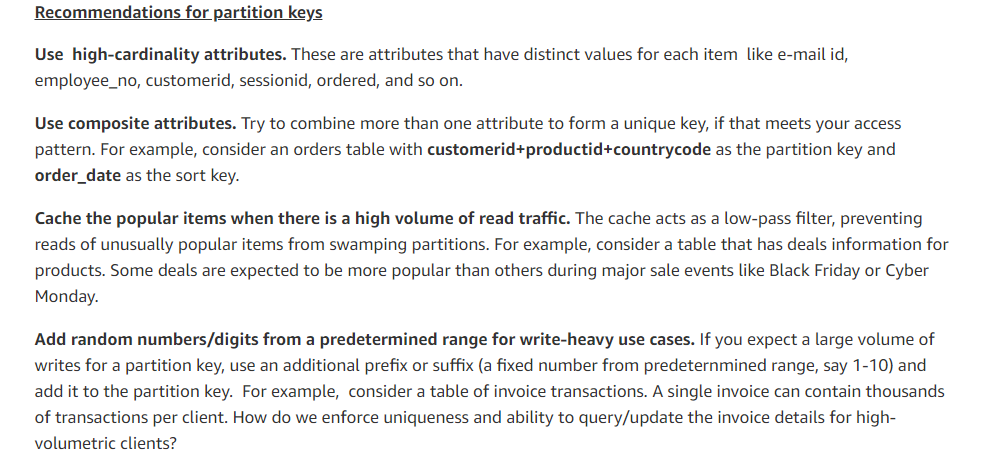 Recommendations for partition keys
Use  high-cardinality attributes. These are attributes that have distinct values for each item  like e-mail id,
employee_no, customerid, sessionid, ordered, and so on.
Use composite attributes. Try to combine more than one attribute to form a unique key, if that meets your access
pattern. For example, consider an orders table with customerid+productid+countrycode as the partition key and
order_date as the sort key.
Cache the popular items when there is a high volume of read traffic. The cache acts as a low-pass filter, preventing
reads of unusually popular items from swamping partitions. For example, consider a table that has deals information for
products. Some deals are expected to be more popular than others during major sale events like Black Friday or Cyber
Monday.
Add random numbers/digits from a predetermined range for write-heavy use cases. If you expect a large volume of
writes for a partition key, use an additional prefix or suffix (a fixed number from predeternmined range, say 1-10) and
add it to the partition key.  For example,  consider a table of invoice transactions. A single invoice can contain thousands
of transactions per client. How do we enforce uniqueness and ability to query/update the invoice details for high-
volumetric clients?